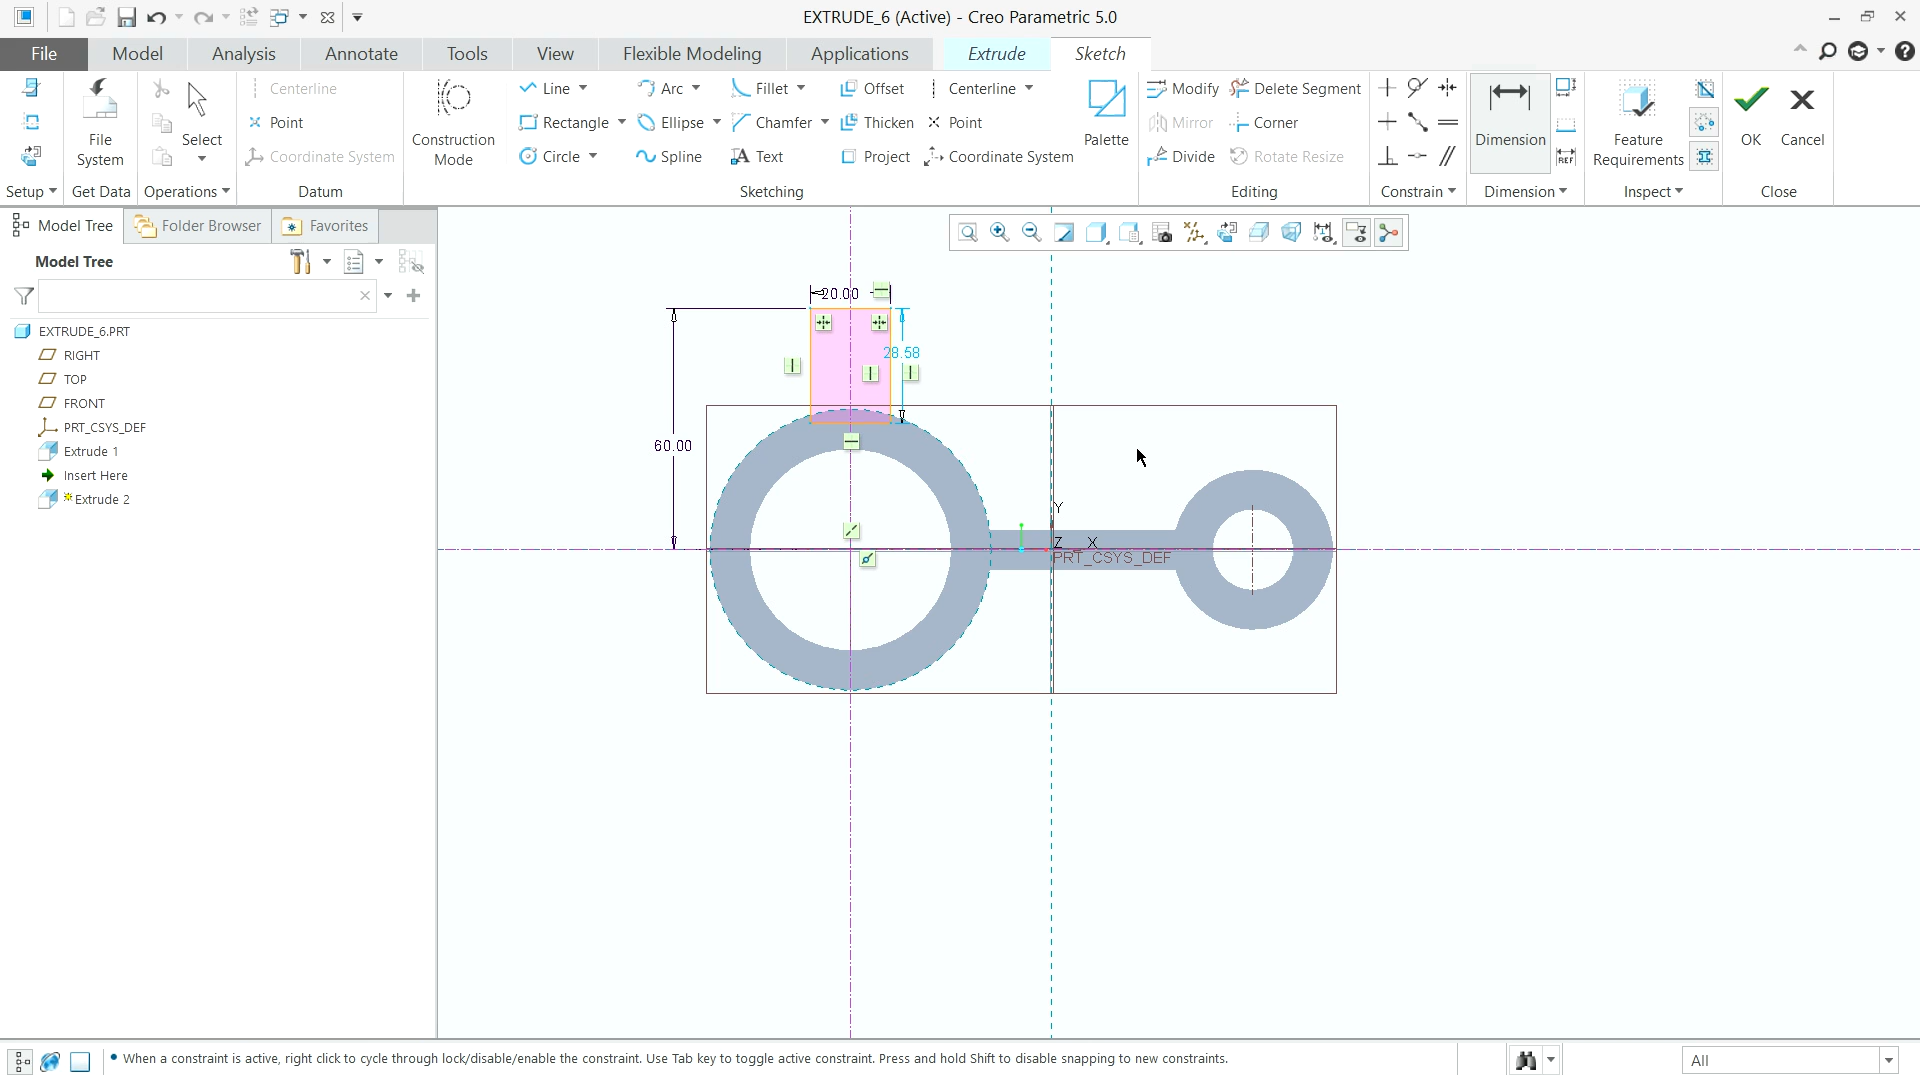 EXTRUDE_6 (Active) - Creo Parametric 5.0
File
Model
Analysis
Annotate
Tools
View
Flexible Modeling
Applications
Extrude
Sketch
Setup
File
System
Get Data
Select
Operations
Centerline
Point
Coordinate System
Datum
Construction
Mode
Line
Arc
Fillet
Offset
Centerline
Rectangle
Ellipse
Chamfer
Thicken
Point
Circle
Spline
Text
Project
Coordinate System
Palette
Sketching
Modify
Delete Segment
Mirror
Corner
Divide
Rotate Resize
Editing
Constrain
Dimension
REF
Dimension
Feature
Requirements
Inspect
OK
Cancel
Close
Model Tree
Folder Browser
Favorites
Model Tree
EXTRUDE_6.PRT
RIGHT
TOP
FRONT
PRT_CSYS_DEF
Extrude 1
Insert Here
Extrude 2
20.00
28.58
60.00
Y
Z
X
PRT_CSYS_DEF
When a constraint is active, right click to cycle through lock/disable/enable the constraint. Use Tab key to toggle active constraint. Press and hold Shift to disable snapping to new constraints.
All